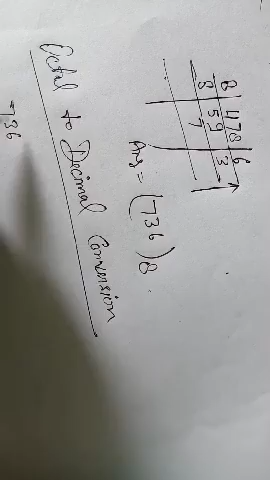 8 | 478 | 6
8 | 59 | 3
7
Ans = (736)8
Octal to Decimal Conversion
736